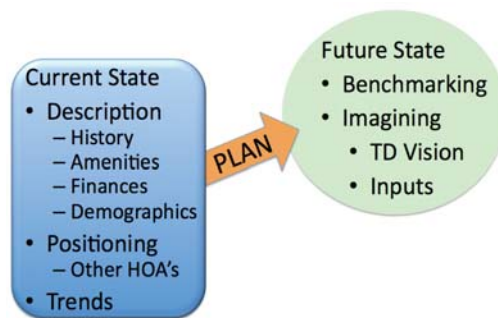 Current State
• Description
– History
– Amenities
– Finances
– Demographics
• Positioning
– Other HOA's
• Trends
PLAN
Future State
• Benchmarking
• Imagining
• TD Vision
• Inputs